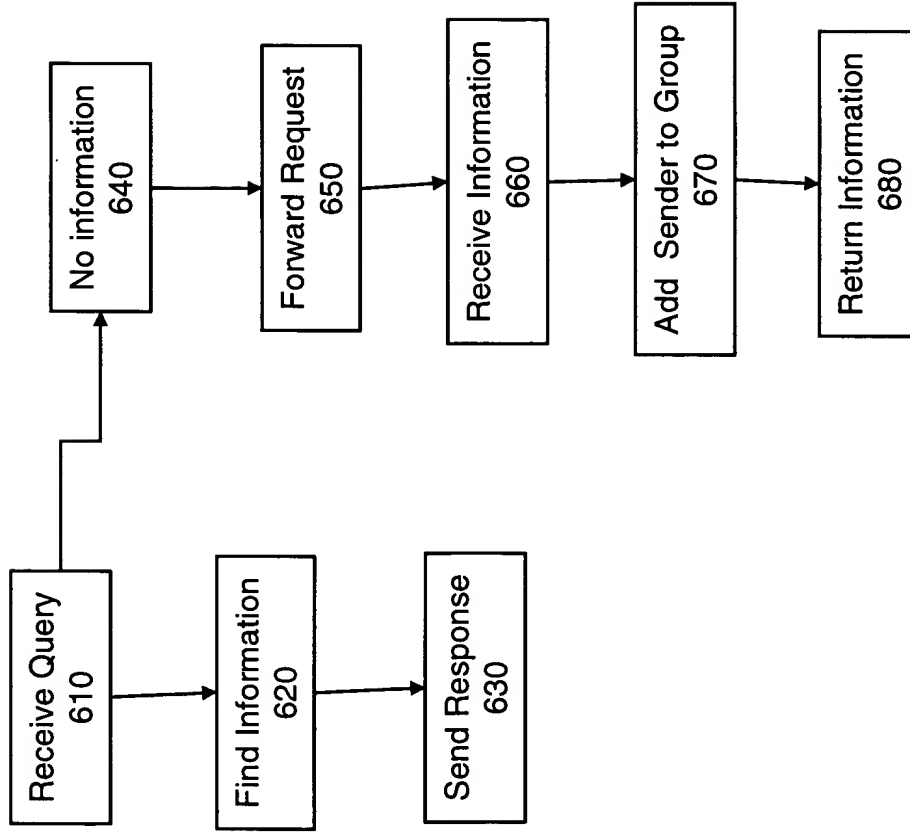 Receive Query
610
Find Information
620
Send Response
630
No information
640
Forward Request
650
Receive Information
660
Add Sender to Group
670
Return Information
680